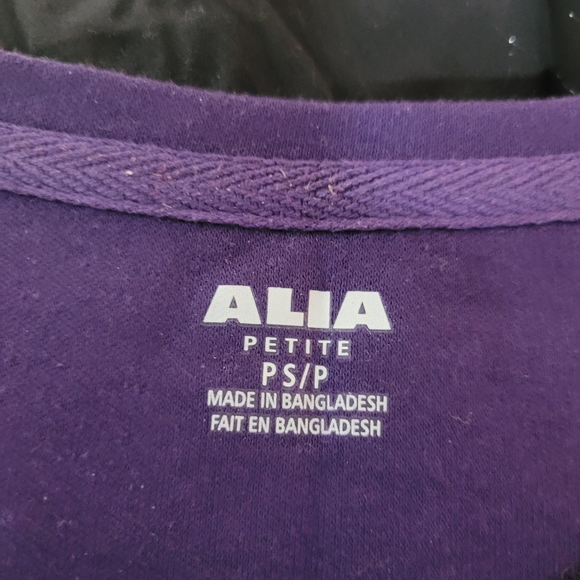 ALIA
PETITE
PS/P
MADE IN BANGLADESH
FAIT EN BANGLADESH